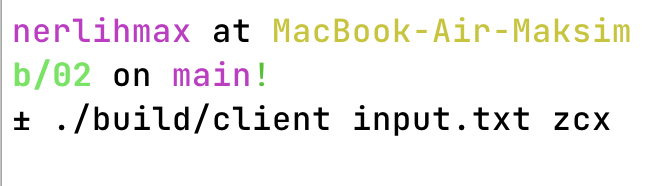 nerlihmax at MacBook-Air-Maksim
b/02 on main!
± ./build/client input.txt zcx